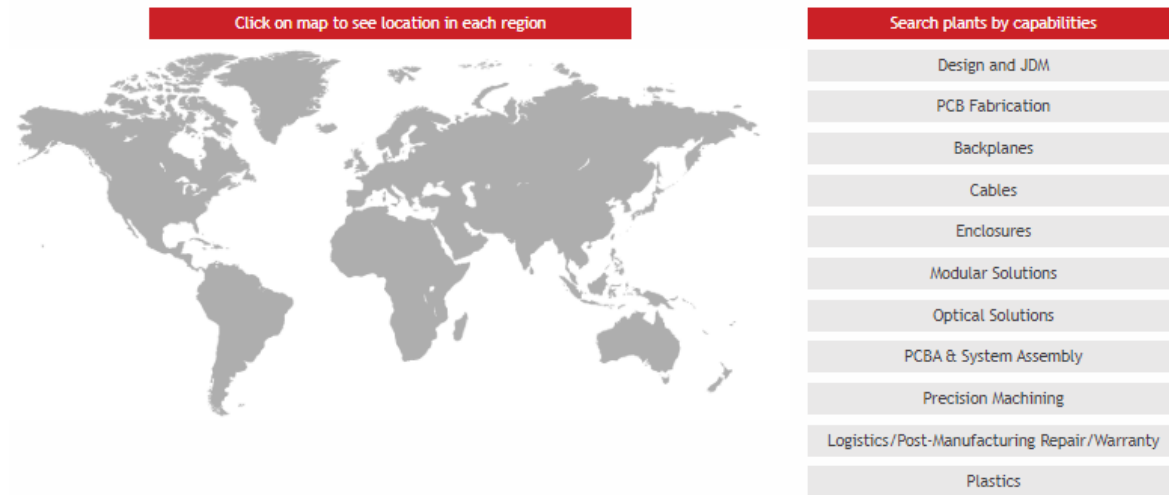 Click on map to see location in each region
Search plants by capabilities
Design and JDM
PCB Fabrication
Backplanes
Cables
Enclosures
Modular Solutions
Optical Solutions
PCBA & System Assembly
Precision Machining
Logistics/Post-Manufacturing Repair/Warranty
Plastics